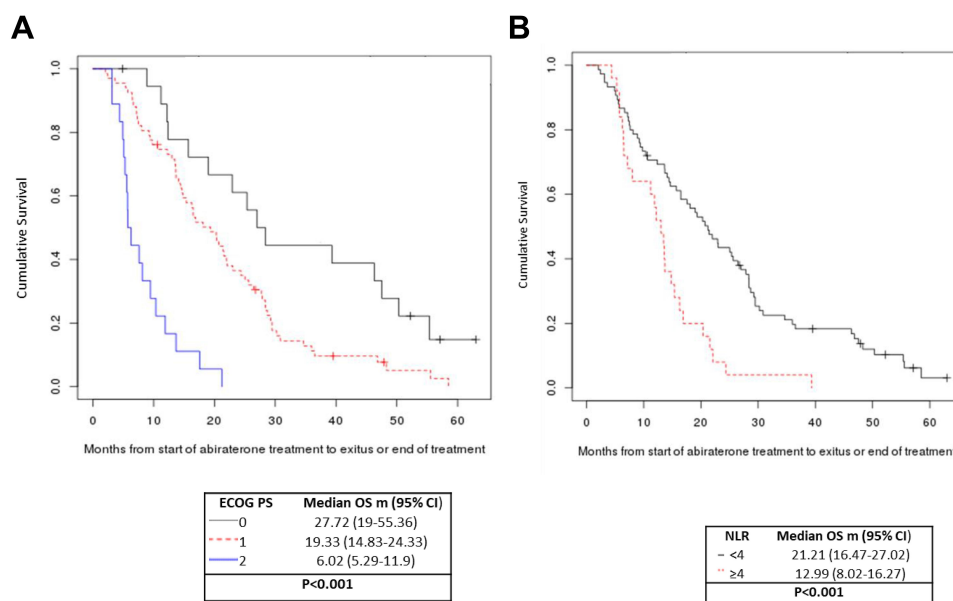 A
B
Cumulative Survival
1.0
0.8
0.6
0.4
0.2
0.0
0 10 20 30 40 50 60
Months from start of abiraterone treatment to exitus or end of treatment
Cumulative Survival
1.0
0.8
0.6
0.4
0.2
0.0
0 10 20 30 40 50 60
Months from start of abiraterone treatment to exitus or end of treatment
ECOG PS Median OS m (95% CI)
0 27.72 (19-55.36)
1 19.33 (14.83-24.33)
2 6.02 (5.29-11.9)
P<0.001
NLR Median OS m (95% CI)
<4 21.21 (16.47-27.02)
≥4 12.99 (8.02-16.27)
P<0.001